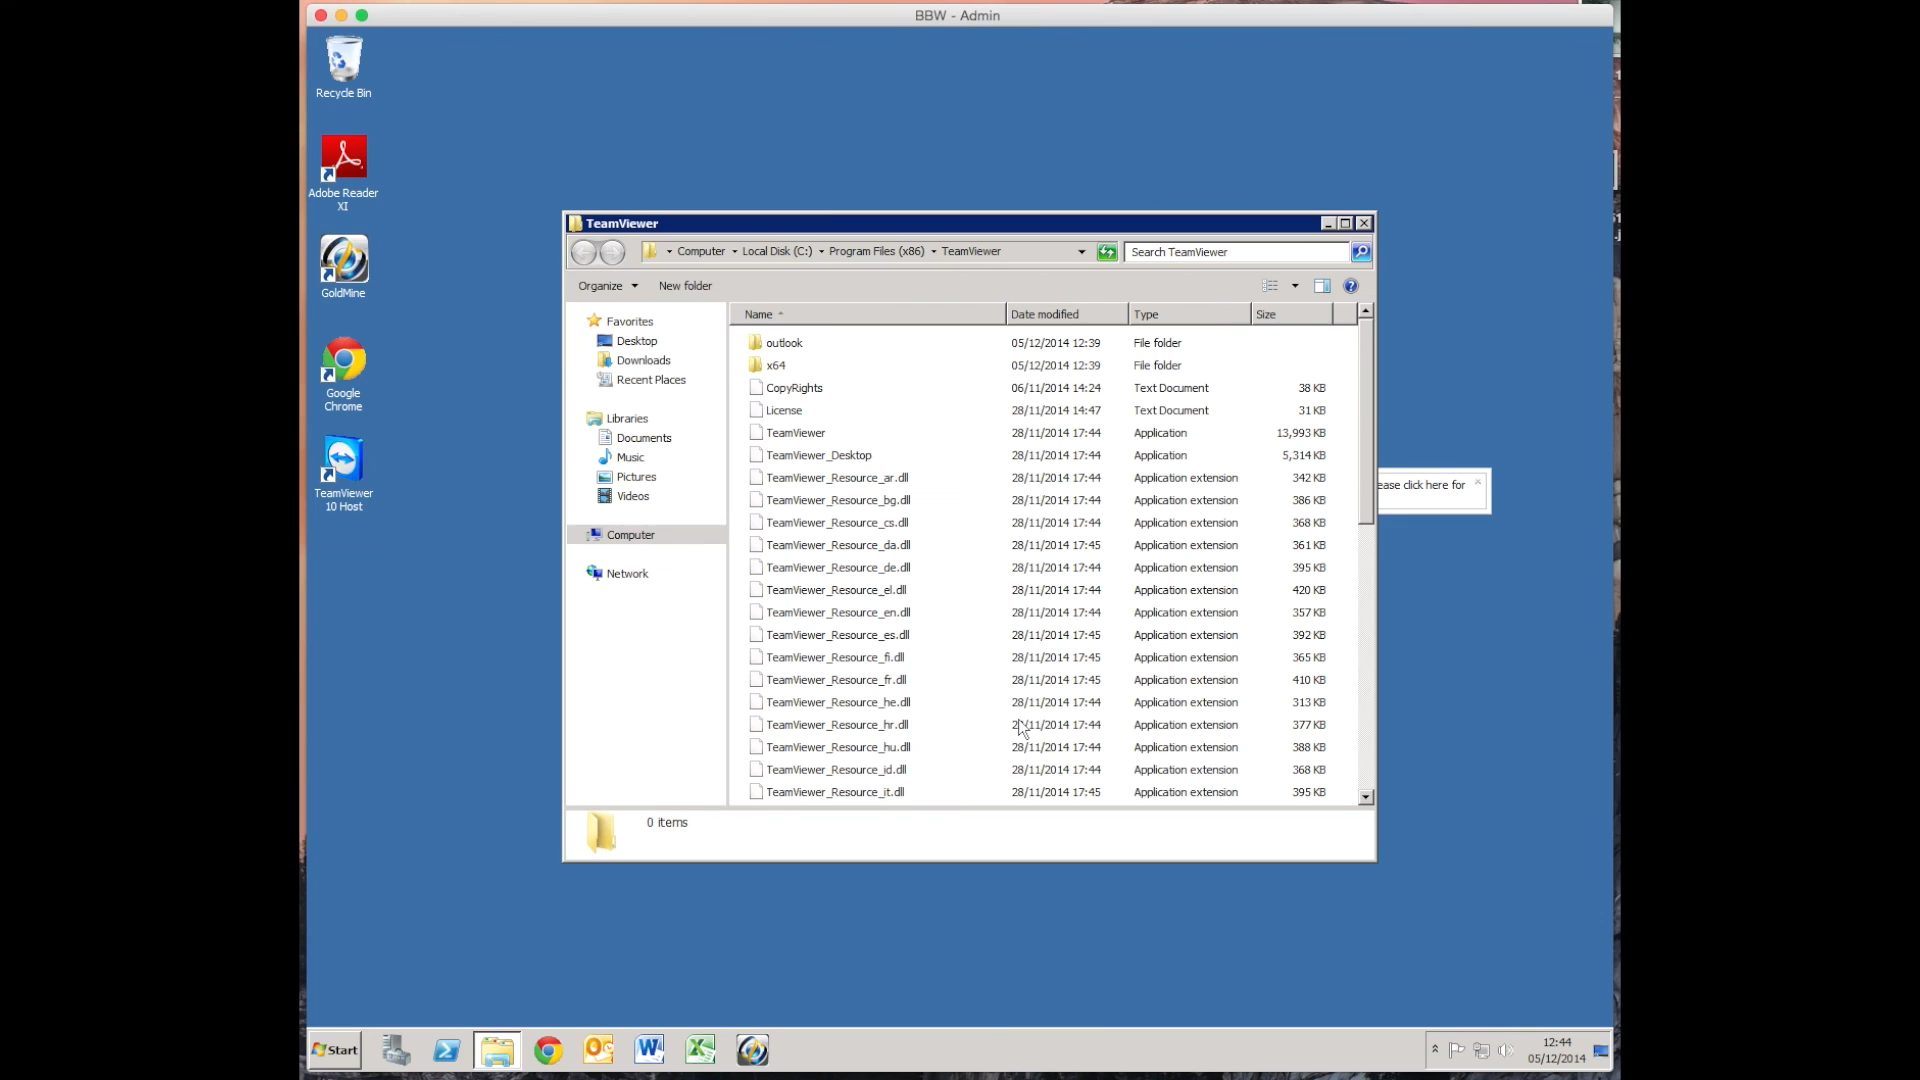 BBW - Admin
Recycle Bin
Adobe Reader
XI
GoldMine
Google
Chrome
TeamViewer
10 Host
TeamViewer
Computer Local Disk (C:) Program Files (x86) TeamViewer
Search TeamViewer
Organize New folder
Favorites
Desktop
Downloads
Recent Places
Libraries
Documents
Music
Pictures
Videos
Computer
Network
Name Date modified Type Size
outlook 05/12/2014 12:39 File folder
x64 05/12/2014 12:39 File folder
CopyRights 06/11/2014 14:24 Text Document 38 KB
License 28/11/2014 14:47 Text Document 31 KB
TeamViewer 28/11/2014 17:44 Application 13,993 KB
TeamViewer_Desktop 28/11/2014 17:44 Application 5,314 KB
TeamViewer_Resource_ar.dll 28/11/2014 17:44 Application extension 342 KB
TeamViewer_Resource_bg.dll 28/11/2014 17:44 Application extension 386 KB
TeamViewer_Resource_cs.dll 28/11/2014 17:44 Application extension 368 KB
TeamViewer_Resource_da.dll 28/11/2014 17:45 Application extension 361 KB
TeamViewer_Resource_de.dll 28/11/2014 17:44 Application extension 395 KB
TeamViewer_Resource_el.dll 28/11/2014 17:44 Application extension 420 KB
TeamViewer_Resource_en.dll 28/11/2014 17:44 Application extension 357 KB
TeamViewer_Resource_es.dll 28/11/2014 17:45 Application extension 392 KB
TeamViewer_Resource_fi.dll 28/11/2014 17:45 Application extension 365 KB
TeamViewer_Resource_fr.dll 28/11/2014 17:45 Application extension 410 KB
TeamViewer_Resource_he.dll 28/11/2014 17:44 Application extension 313 KB
TeamViewer_Resource_hr.dll 28/11/2014 17:44 Application extension 377 KB
TeamViewer_Resource_hu.dll 28/11/2014 17:44 Application extension 388 KB
TeamViewer_Resource_id.dll 28/11/2014 17:44 Application extension 368 KB
TeamViewer_Resource_it.dll 28/11/2014 17:45 Application extension 395 KB
0 items
ease click here for
Start
12:44
05/12/2014